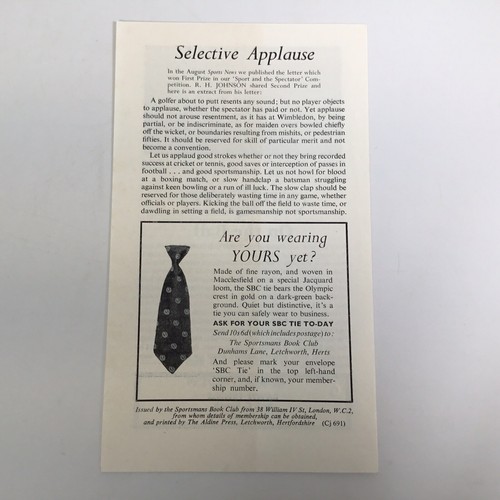 Selective Applause
In the August Sports News we published the letter which
won First Prize in our 'Sport and the Spectator' Com-
petition. R. H. JOHNSON shared Second Prize and
here is an extract from his letter:
A golfer about to putt resents any sound; but no player objects
to applause, whether the spectator has paid or not. Yet applause
should not arouse resentment, as it has at Wimbledon, by being
partial, or be indiscriminate, as for maiden overs bowled chiefly
off the wicket, or boundaries resulting from mishits, or pedestrian
fifties. It should be reserved for skill of particular merit and not
become a convention.
Let us applaud good strokes whether or not they bring recorded
success at cricket or tennis, good saves or interception of passes in
football . . . and good sportsmanship. Let us not howl for blood
at a boxing match, or slow handclap a batsman struggling
against keen bowling or a run of ill luck. The slow clap should be
reserved for those deliberately wasting time in any game, whether
officials or players. Kicking the ball off the field to waste time, or
dawdling in setting a field, is gamesmanship not sportsmanship.
Are you wearing
YOURS yet?
Made of fine rayon, and woven in
Macclesfield on a special Jacquard
loom, the SBC tie bears the Olympic
crest in gold on a dark-green back-
ground. Quiet but distinctive, it's a
tie you can safely wear to business.
ASK FOR YOUR SBC TIE TO-DAY
Send 10s 6d (which includes postage) to:
The Sportsmans Book Club
Dunhams Lane, Letchworth, Herts
And please mark your envelope
'SBC Tie' in the top left-hand
corner, and, if known, your member-
ship number.
Issued by the Sportsmans Book Club from 38 William IV St, London, W.C.2,
from whom details of membership can be obtained,
and printed by The Aldine Press, Letchworth, Hertfordshire (Cj 691)